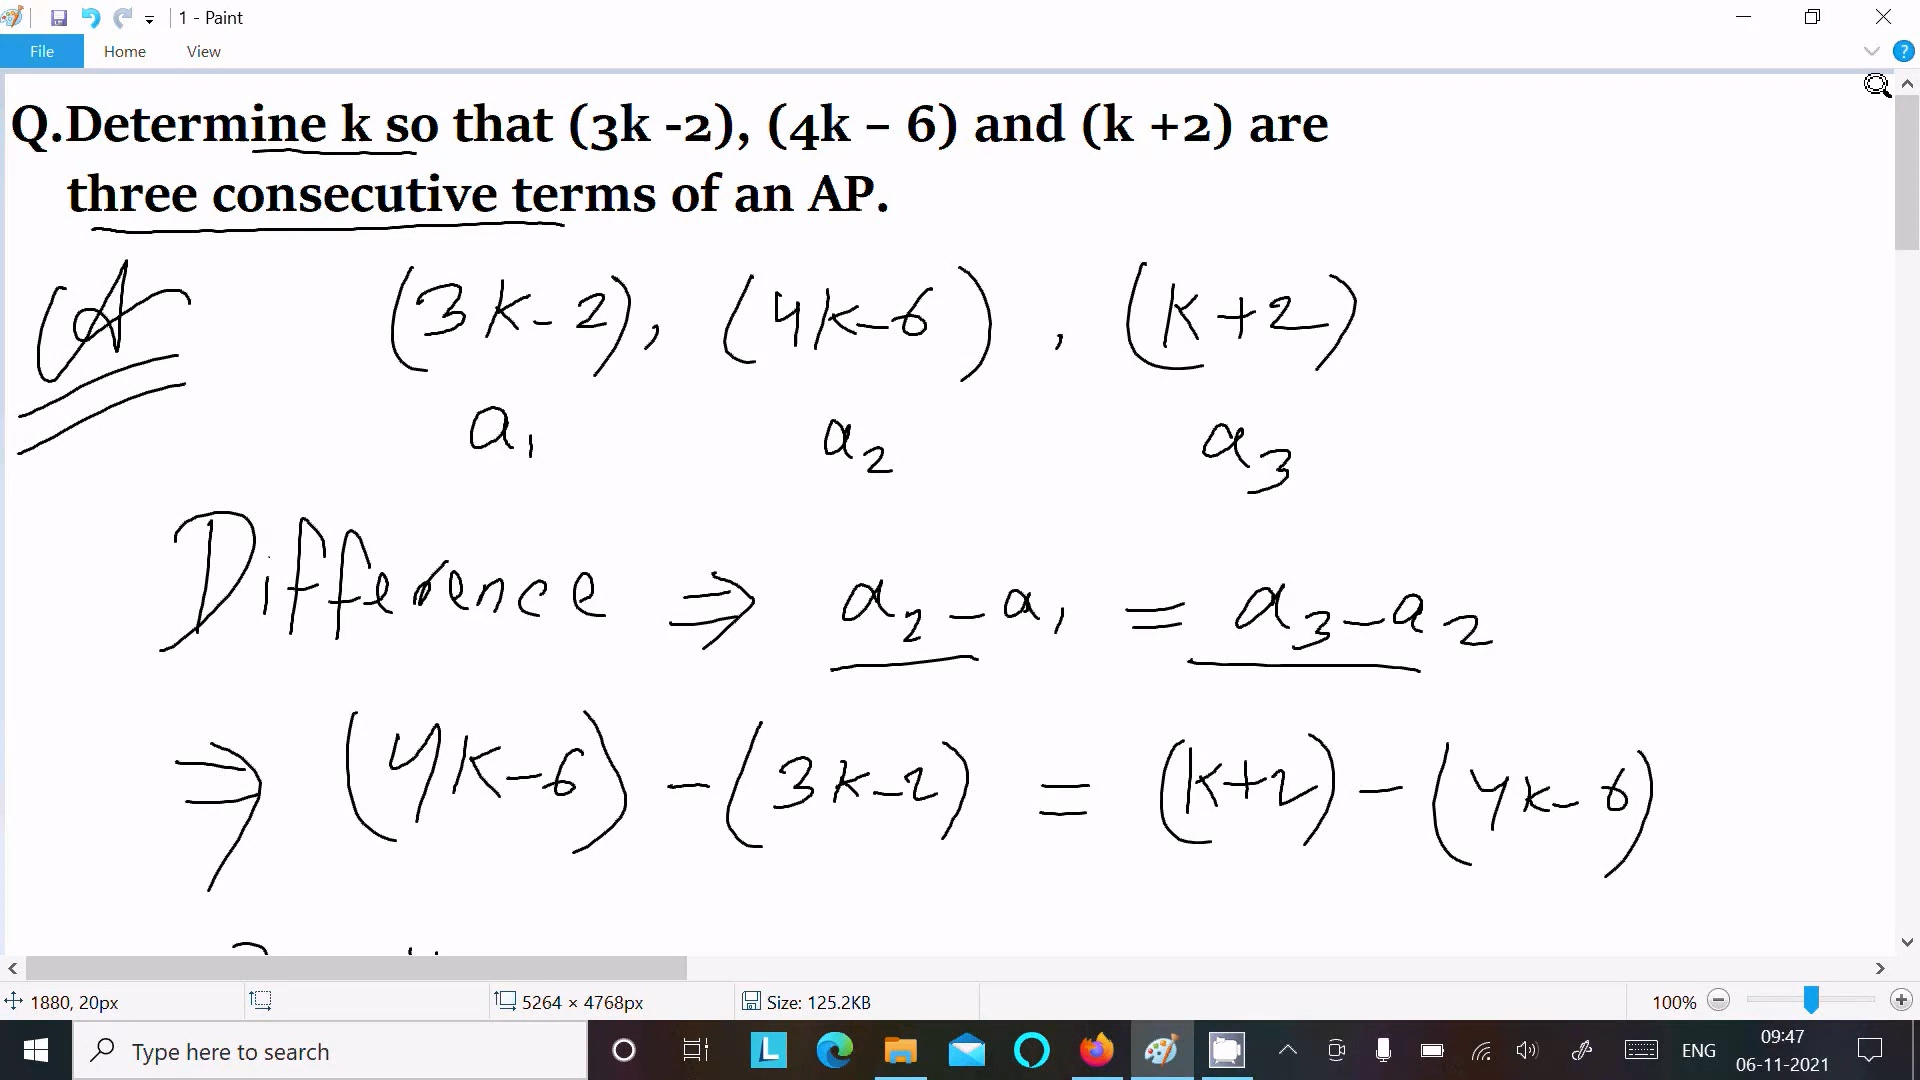 1 - Paint
File Home View
Q.Determine k so that (3k -2), (4k – 6) and (k +2) are
three consecutive terms of an AP.
A (3k-2), (4k-6), (k+2)
a₁ a₂ a₃
Difference ⇒ a₂-a₁ = a₃-a₂
⇒ (4k-6) - (3k-2) = (k+2) - (4k-6)
1880, 20px 5264 × 4768px Size: 125.2KB 100%
Type here to search L ENG 09:47
06-11-2021